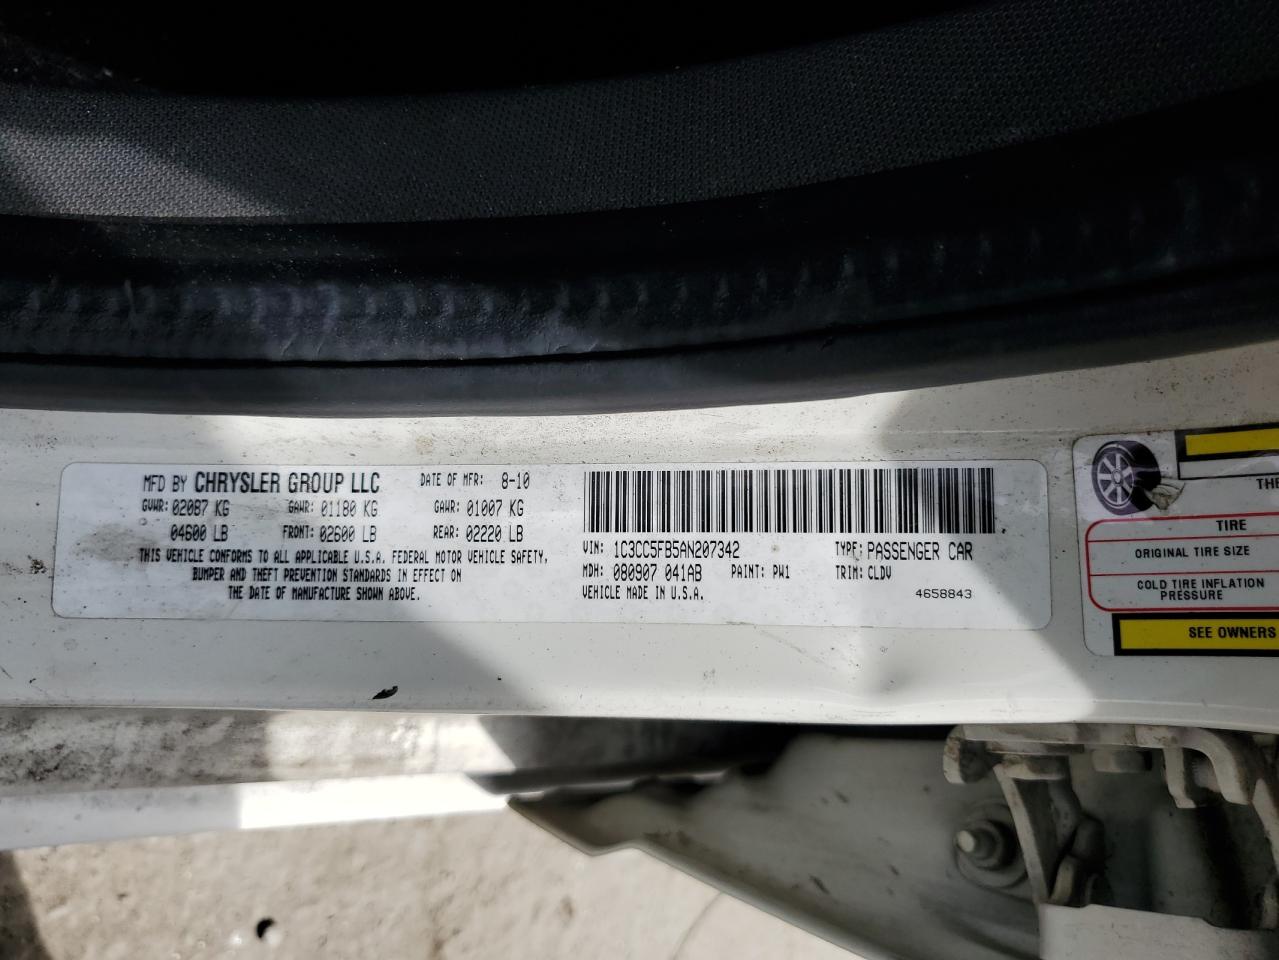 MFD BY CHRYSLER GROUP LLC DATE OF MFR: 8-10
GVWR: 02087 KG GAWR: 01180 KG GAWR: 01007 KG
04600 LB FRONT: 02600 LB REAR: 02220 LB
THIS VEHICLE CONFORMS TO ALL APPLICABLE U.S.A. FEDERAL MOTOR VEHICLE SAFETY,
BUMPER AND THEFT PREVENTION STANDARDS IN EFFECT ON
THE DATE OF MANUFACTURE SHOWN ABOVE.
VIN: 1C3CC5FB5AN207342 TYPE: PASSENGER CAR
MDH: 080907 041AB PAINT: PW1 TRIM: CLDV
VEHICLE MADE IN U.S.A. 4658843
THE
TIRE
ORIGINAL TIRE SIZE
COLD TIRE INFLATION
PRESSURE
SEE OWNERS